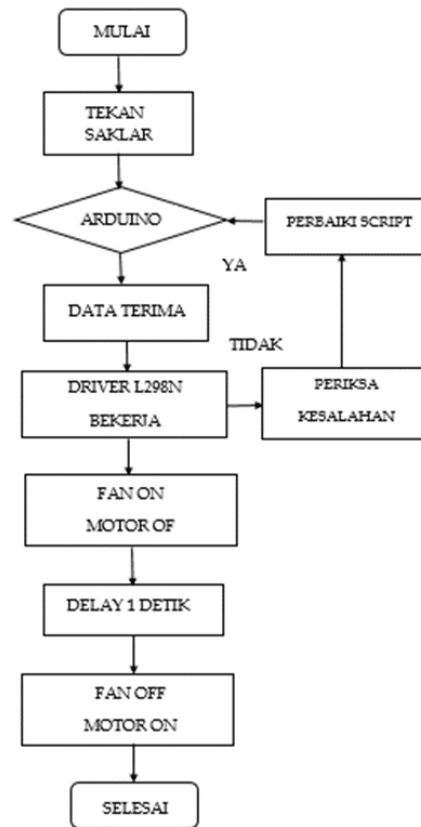 MULAI
TEKAN
SAKLAR
ARDUINO
PERBAIKI SCRIPT
YA
DATA TERIMA
TIDAK
DRIVER L298N
BEKERJA
PERIKSA
KESALAHAN
FAN ON
MOTOR OF
DELAY 1 DETIK
FAN OFF
MOTOR ON
SELESAI